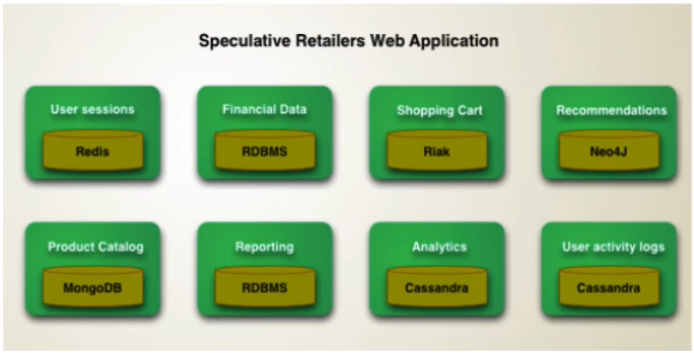 Speculative Retailers Web Application
User sessions
Redis
Financial Data
RDBMS
Shopping Cart
Riak
Recommendations
Neo4J
Product Catalog
MongoDB
Reporting
RDBMS
Analytics
Cassandra
User activity logs
Cassandra